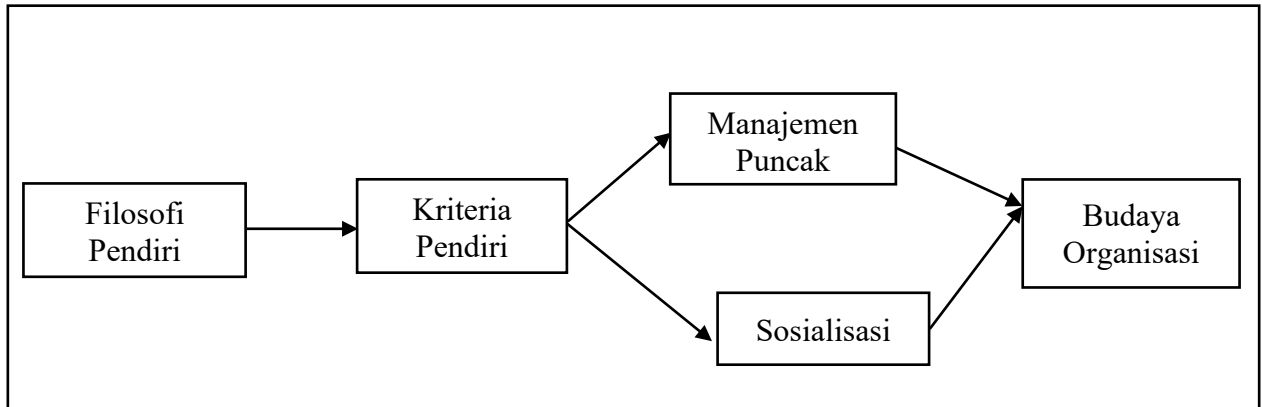 Filosofi
Pendiri
Kriteria
Pendiri
Manajemen
Puncak
Sosialisasi
Budaya
Organisasi